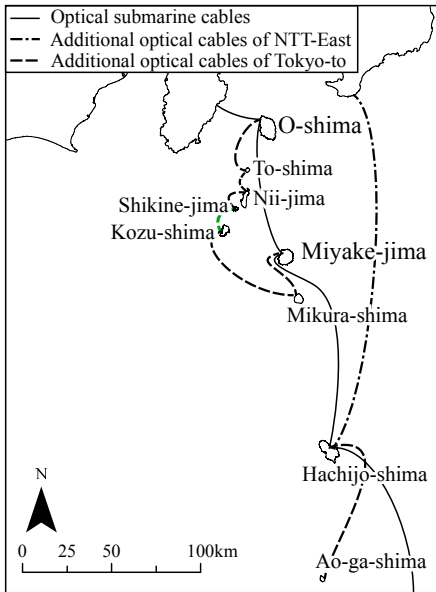 Optical submarine cables
Additional optical cables of NTT-East
Additional optical cables of Tokyo-to
O-shima
To-shima
Nii-jima
Shikine-jima
Kozu-shima
Miyake-jima
Mikura-shima
Hachijo-shima
N
0 25 50 100km
Ao-ga-shima